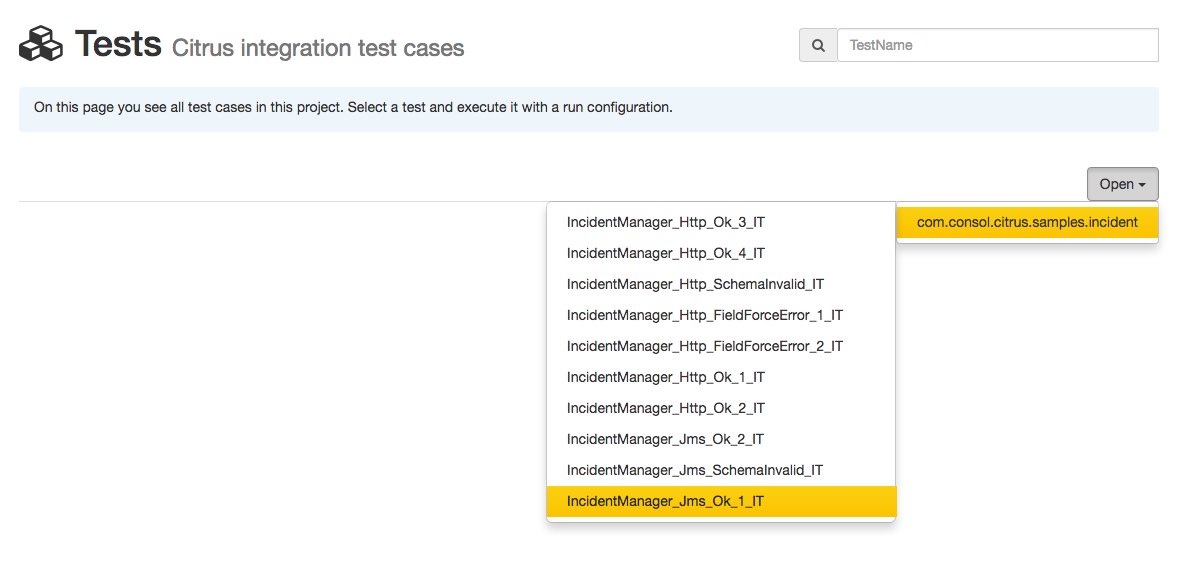 Tests Citrus integration test cases
TestName
On this page you see all test cases in this project. Select a test and execute it with a run configuration.
Open
com.consol.citrus.samples.incident
IncidentManager_Http_Ok_3_IT
IncidentManager_Http_Ok_4_IT
IncidentManager_Http_SchemaInvalid_IT
IncidentManager_Http_FieldForceError_1_IT
IncidentManager_Http_FieldForceError_2_IT
IncidentManager_Http_Ok_1_IT
IncidentManager_Http_Ok_2_IT
IncidentManager_Jms_Ok_2_IT
IncidentManager_Jms_SchemaInvalid_IT
IncidentManager_Jms_Ok_1_IT